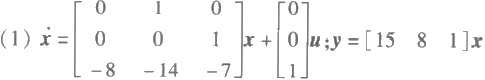 (1) ẋ = [0 1 0; 0 0 1; -8 -14 -7] x + [0; 0; 1] u; y = [15 8 1] x